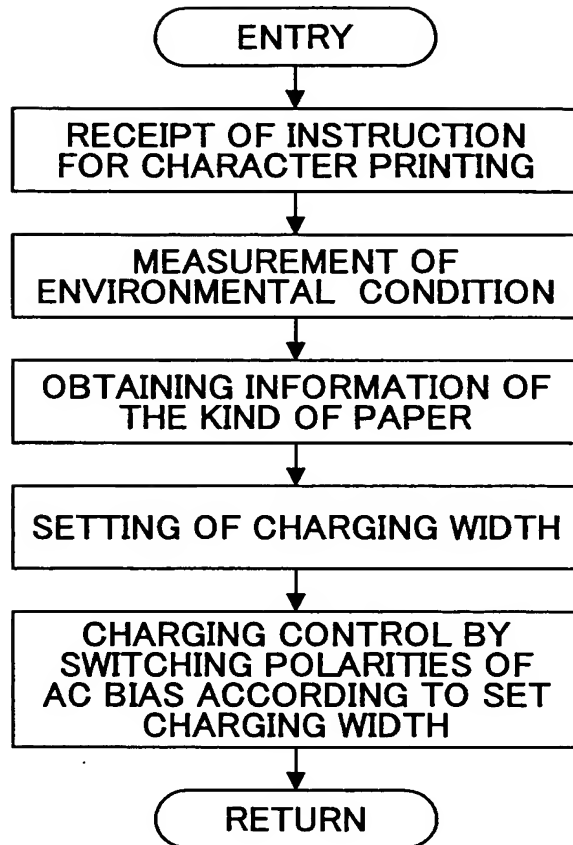 ENTRY
RECEIPT OF INSTRUCTION
FOR CHARACTER PRINTING
MEASUREMENT OF
ENVIRONMENTAL CONDITION
OBTAINING INFORMATION OF
THE KIND OF PAPER
SETTING OF CHARGING WIDTH
CHARGING CONTROL BY
SWITCHING POLARITIES OF
AC BIAS ACCORDING TO SET
CHARGING WIDTH
RETURN